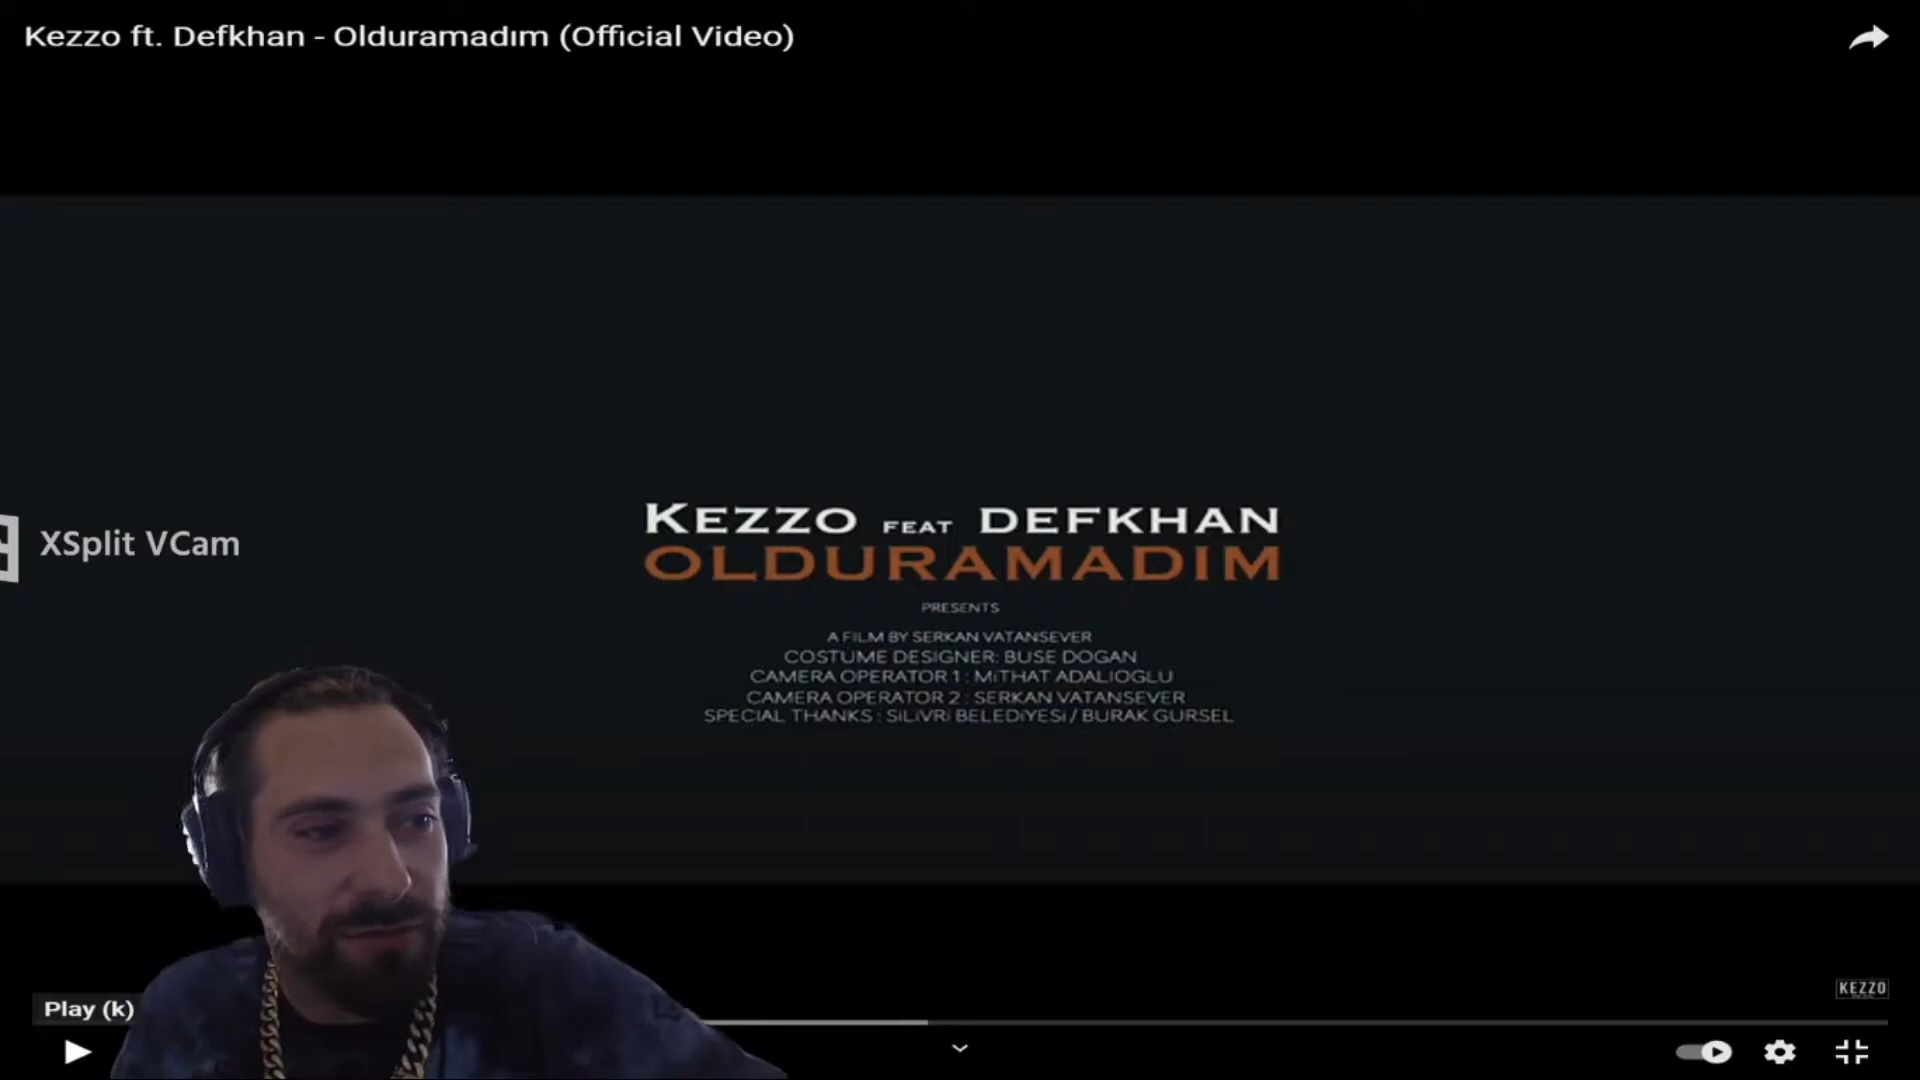 Kezzo ft. Defkhan - Olduramadım (Official Video)
KEZZO FEAT DEFKHAN
OLDURAMADIM
XSplit VCam
PRESENTS
A FILM BY SERKAN VATANSEVER
COSTUME DESIGNER: BUSE DOGAN
CAMERA OPERATOR 1 : MiTHAT ADALIOGLU
CAMERA OPERATOR 2 : SERKAN VATANSEVER
SPECIAL THANKS : SiLiVRi BELEDiYESi / BURAK GURSEL
KEZZO
Play (k)